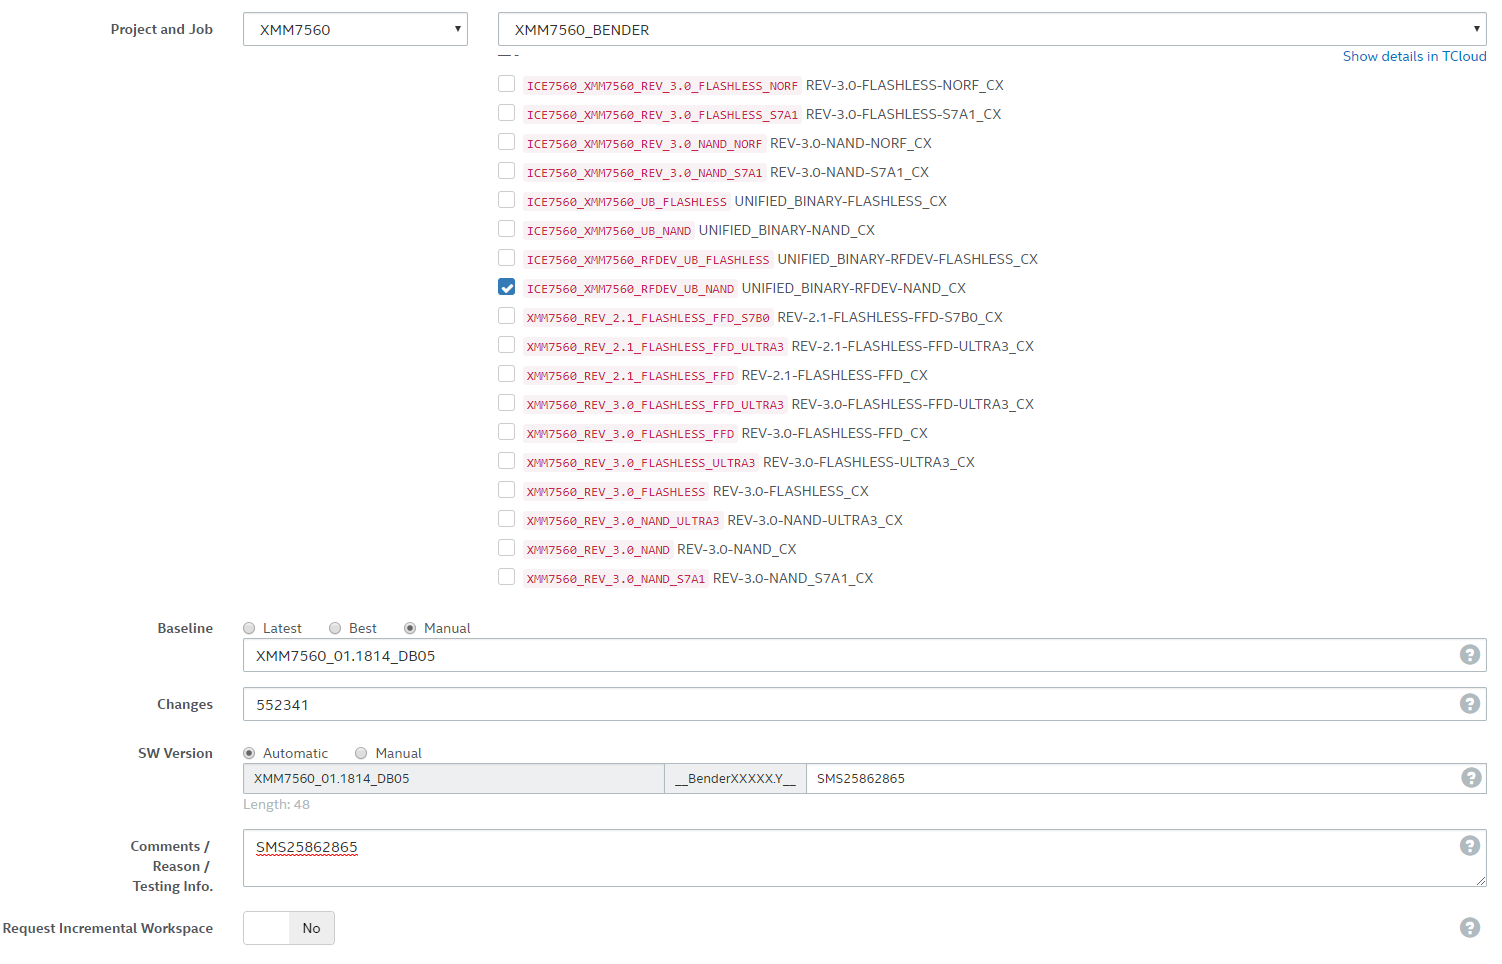 Project and Job XMM7560 XMM7560_BENDER
Show details in TCloud
ICE7560_XMM7560_REV_3.0_FLASHLESS_NORF REV-3.0-FLASHLESS-NORF_CX
ICE7560_XMM7560_REV_3.0_FLASHLESS_S7A1 REV-3.0-FLASHLESS-S7A1_CX
ICE7560_XMM7560_REV_3.0_NAND_NORF REV-3.0-NAND-NORF_CX
ICE7560_XMM7560_REV_3.0_NAND_S7A1 REV-3.0-NAND-S7A1_CX
ICE7560_XMM7560_UB_FLASHLESS UNIFIED_BINARY-FLASHLESS_CX
ICE7560_XMM7560_UB_NAND UNIFIED_BINARY-NAND_CX
ICE7560_XMM7560_RFDEV_UB_FLASHLESS UNIFIED_BINARY-RFDEV-FLASHLESS_CX
ICE7560_XMM7560_RFDEV_UB_NAND UNIFIED_BINARY-RFDEV-NAND_CX
XMM7560_REV_2.1_FLASHLESS_FFD_S7B0 REV-2.1-FLASHLESS-FFD-S7B0_CX
XMM7560_REV_2.1_FLASHLESS_FFD_ULTRA3 REV-2.1-FLASHLESS-FFD-ULTRA3_CX
XMM7560_REV_2.1_FLASHLESS_FFD REV-2.1-FLASHLESS-FFD_CX
XMM7560_REV_3.0_FLASHLESS_FFD_ULTRA3 REV-3.0-FLASHLESS-FFD-ULTRA3_CX
XMM7560_REV_3.0_FLASHLESS_FFD REV-3.0-FLASHLESS-FFD_CX
XMM7560_REV_3.0_FLASHLESS_ULTRA3 REV-3.0-FLASHLESS-ULTRA3_CX
XMM7560_REV_3.0_FLASHLESS REV-3.0-FLASHLESS_CX
XMM7560_REV_3.0_NAND_ULTRA3 REV-3.0-NAND-ULTRA3_CX
XMM7560_REV_3.0_NAND REV-3.0-NAND_CX
XMM7560_REV_3.0_NAND_S7A1 REV-3.0-NAND_S7A1_CX
Baseline Latest Best Manual
XMM7560_01.1814_DB05 ?
Changes 552341 ?
SW Version Automatic Manual
XMM7560_01.1814_DB05 __BenderXXXXX.Y__ SMS25862865 ?
Length: 48
Comments / SMS25862865 ?
Reason /
Testing Info.
Request Incremental Workspace No ?